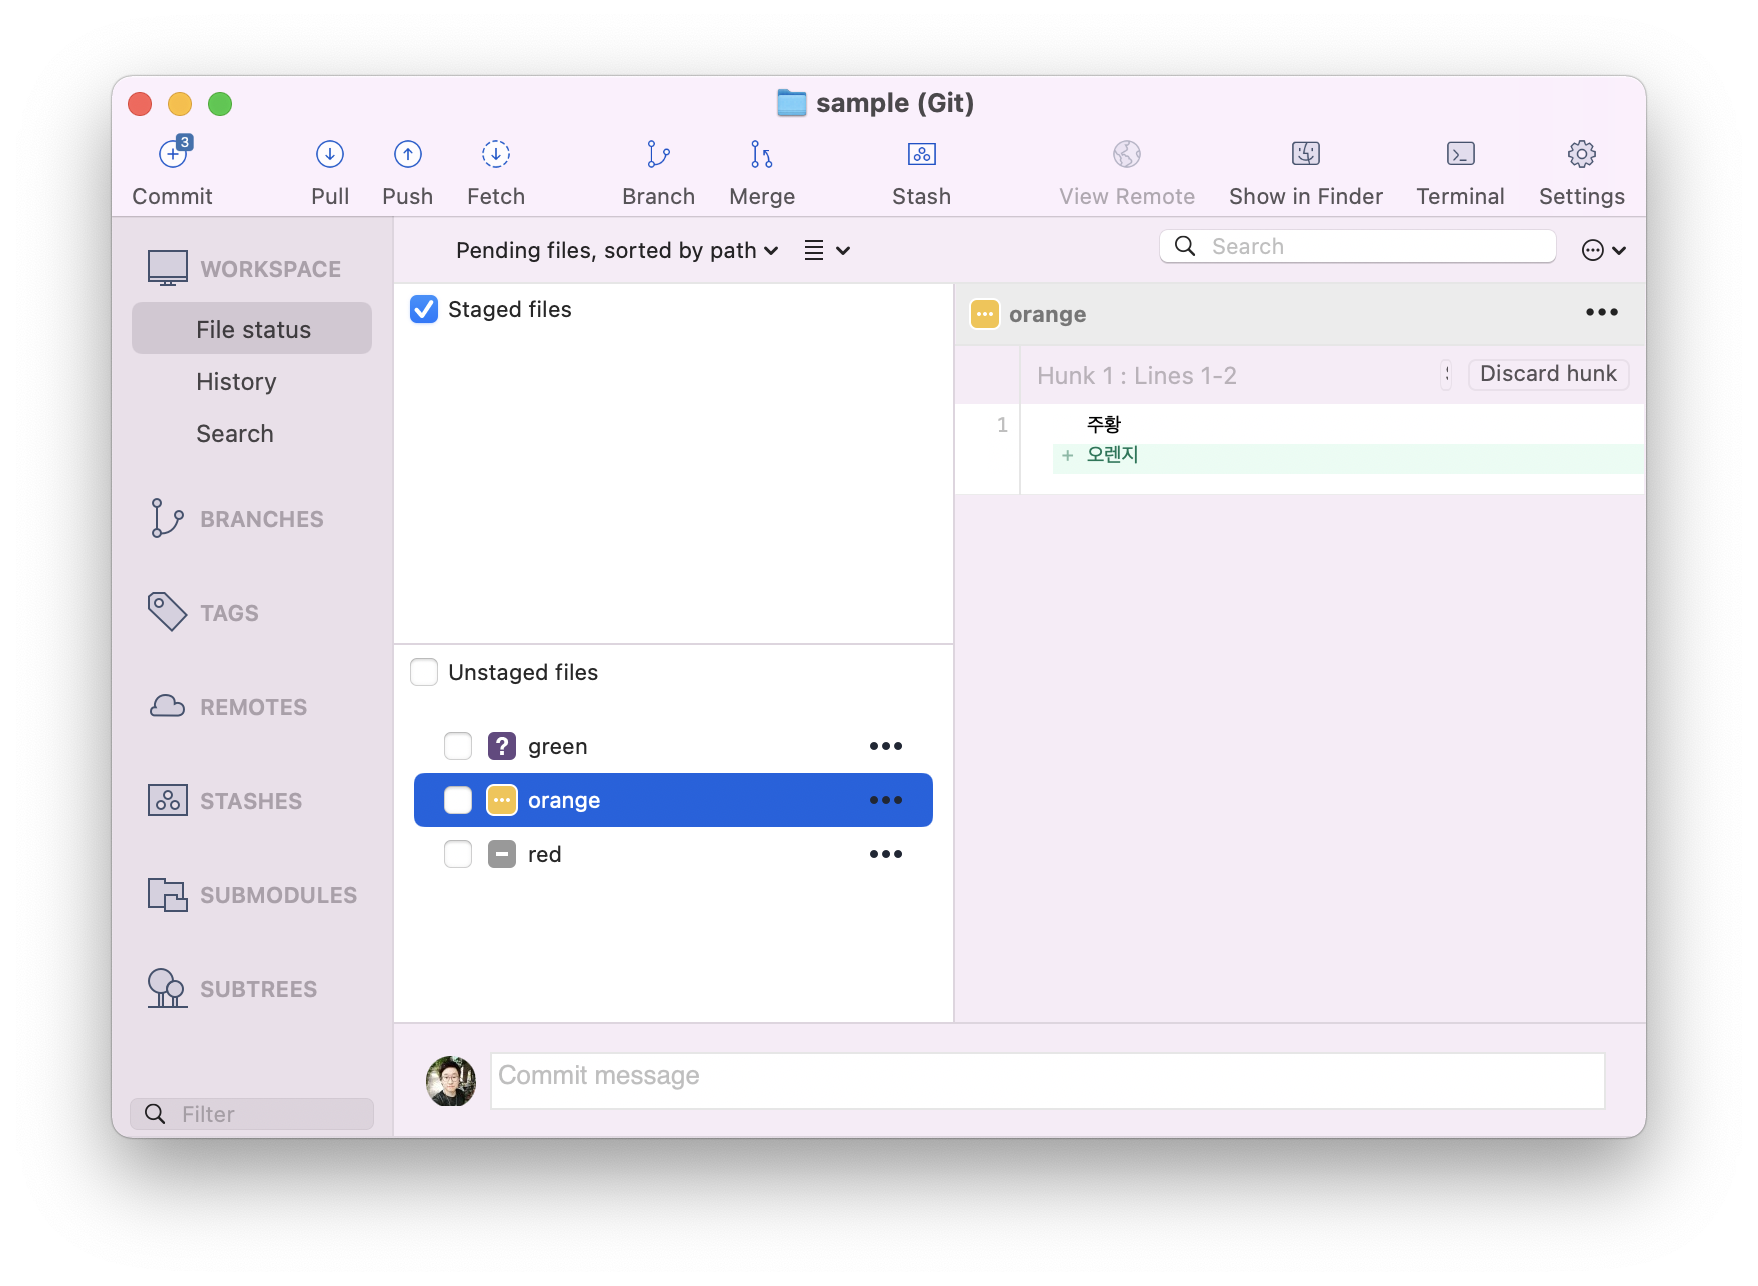 sample (Git)
3
Commit Pull Push Fetch Branch Merge Stash View Remote Show in Finder Terminal Settings
WORKSPACE
File status
History
Search
BRANCHES
TAGS
REMOTES
STASHES
SUBMODULES
SUBTREES
Filter
Pending files, sorted by path
Search
Staged files
Unstaged files
? green
orange
red
orange
Hunk 1 : Lines 1-2
Discard hunk
1 주황
+ 오렌지
Commit message